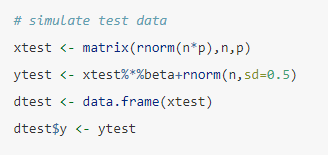 # simulate test data
xtest <- matrix(rnorm(n*p),n,p)
ytest <- xtest%*%beta+rnorm(n,sd=0.5)
dtest <- data.frame(xtest)
dtest$y <- ytest